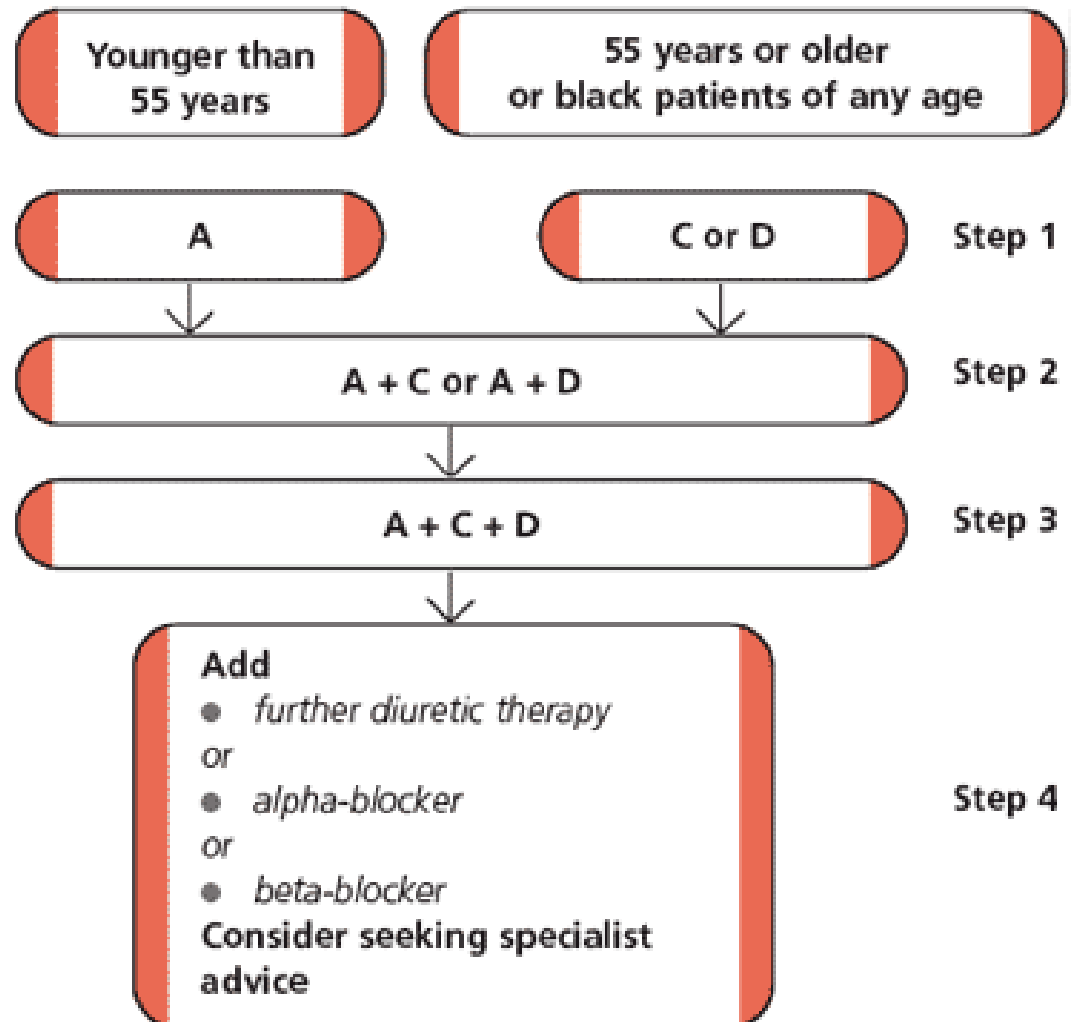 Younger than
55 years
55 years or older
or black patients of any age
A
C or D
Step 1
A + C or A + D
Step 2
A + C + D
Step 3
Add
● further diuretic therapy
or
● alpha-blocker
or
● beta-blocker
Consider seeking specialist
advice
Step 4